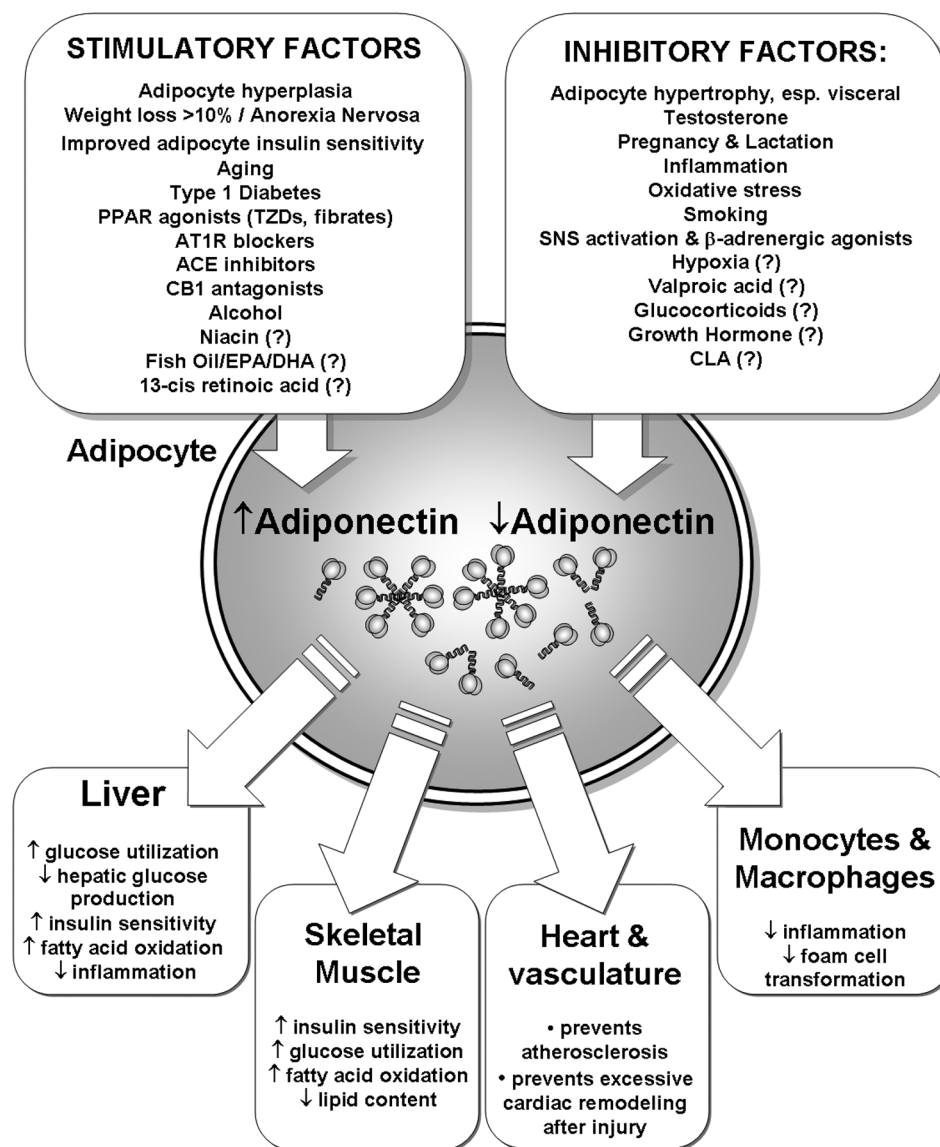 STIMULATORY FACTORS
Adipocyte hyperplasia
Weight loss >10% / Anorexia Nervosa
Improved adipocyte insulin sensitivity
Aging
Type 1 Diabetes
PPAR agonists (TZDs, fibrates)
AT1R blockers
ACE inhibitors
CB1 antagonists
Alcohol
Niacin (?)
Fish Oil/EPA/DHA (?)
13-cis retinoic acid (?)
INHIBITORY FACTORS:
Adipocyte hypertrophy, esp. visceral
Testosterone
Pregnancy & Lactation
Inflammation
Oxidative stress
Smoking
SNS activation & β-adrenergic agonists
Hypoxia (?)
Valproic acid (?)
Glucocorticoids (?)
Growth Hormone (?)
CLA (?)
Adipocyte
↑Adiponectin ↓Adiponectin
Liver
↑ glucose utilization
↓ hepatic glucose
production
↑ insulin sensitivity
↑ fatty acid oxidation
↓ inflammation
Skeletal
Muscle
↑ insulin sensitivity
↑ glucose utilization
↑ fatty acid oxidation
↓ lipid content
Heart &
vasculature
• prevents
atherosclerosis
• prevents excessive
cardiac remodeling
after injury
Monocytes &
Macrophages
↓ inflammation
↓ foam cell
transformation